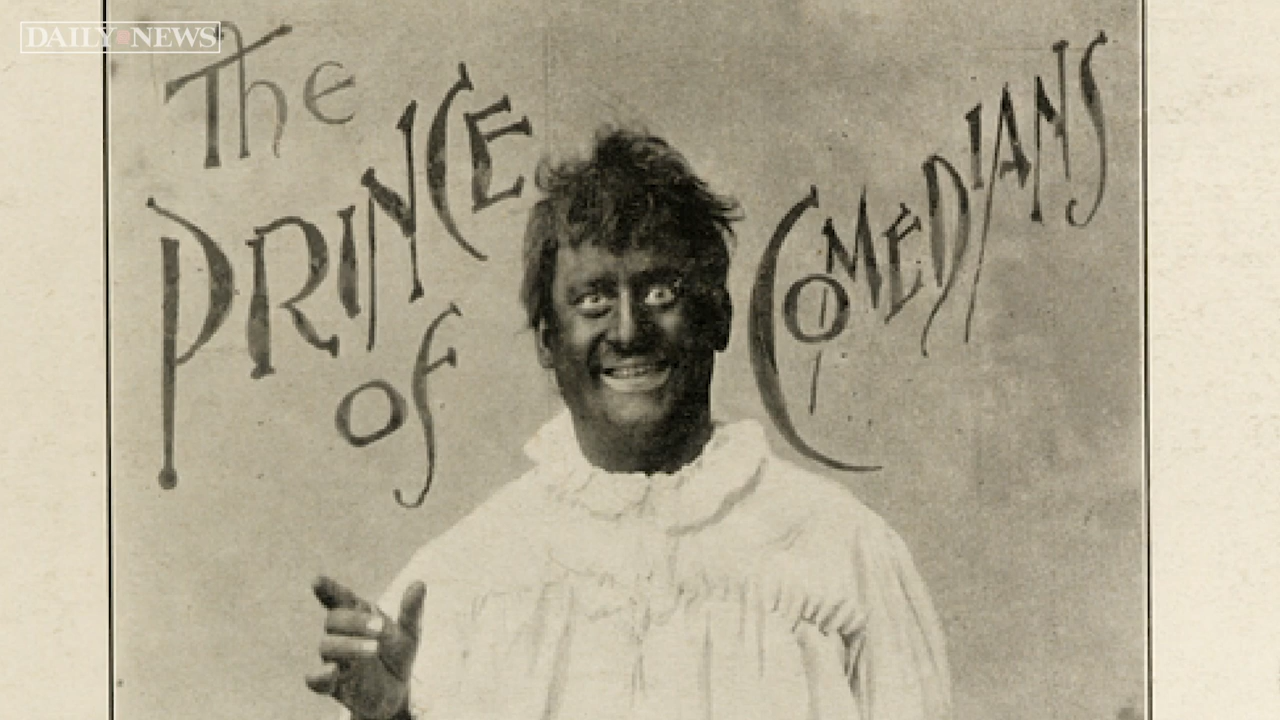 DAILY NEWS
The
PRINCE
OF
COMEDIANS